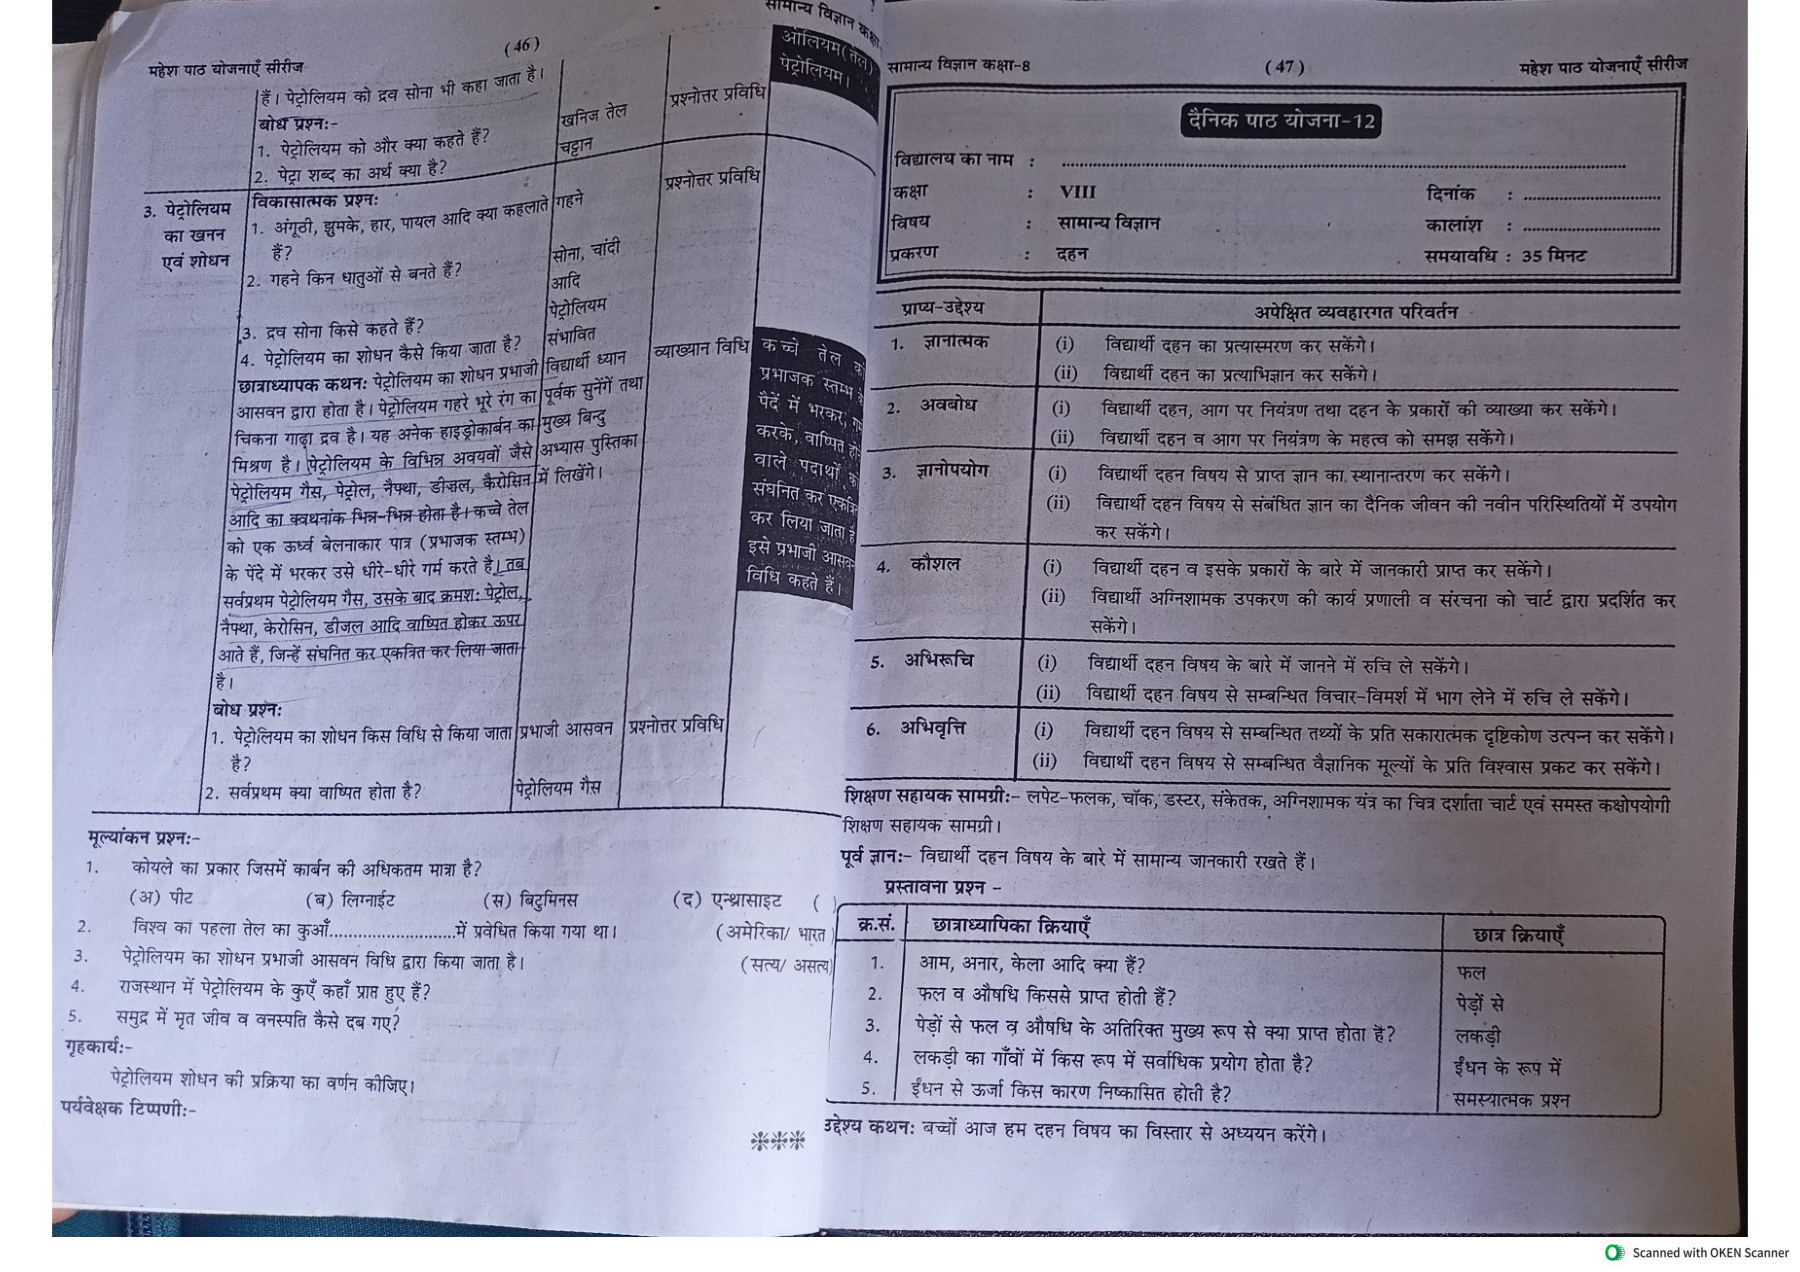 (46)
महेश पाठ योजनाएँ सीरीज
सामान्य विज्ञान कक्षा
हैं। पेट्रोलियम को द्रव सोना भी कहा जाता है।
बोध प्रश्नः-
1. पेट्रोलियम को और क्या कहते हैं?
2. पेट्रा शब्द का अर्थ क्या है?
खनिज तेल
चट्टान
प्रश्नोत्तर प्रविधि
ओलियम(तेल)
पेट्रोलियम।
3. पेट्रोलियम
का खनन
एवं शोधन
विकासात्मक प्रश्नः
1. अंगूठी, झुमके, हार, पायल आदि क्या कहलाते
हैं?
2. गहने किन धातुओं से बनते हैं?
3. द्रव सोना किसे कहते हैं?
4. पेट्रोलियम का शोधन कैसे किया जाता है?
छात्राध्यापक कथनः पेट्रोलियम का शोधन प्रभाजी
आसवन द्वारा होता है। पेट्रोलियम गहरे भूरे रंग का
चिकना गाढ़ा द्रव है। यह अनेक हाइड्रोकार्बन का
मिश्रण है। पेट्रोलियम के विभिन्न अवयवों जैसे
पेट्रोलियम गैस, पेट्रोल, नैफ्था, डीज़ल, कैरोसिन
आदि का क्वथनांक भिन्न-भिन्न होता है। कच्चे तेल
को एक ऊर्ध्व बेलनाकार पात्र (प्रभाजक स्तम्भ)
के पेंदे में भरकर उसे धीरे-धीरे गर्म करते है। तब
सर्वप्रथम पेट्रोलियम गैस, उसके बाद क्रमशः पेट्रोल,
नैफ्था, केरोसिन, डीजल आदि वाष्पित होकर ऊपर
आते हैं, जिन्हें संघनित कर एकत्रित कर लिया जाता
है।
बोध प्रश्नः
1. पेट्रोलियम का शोधन किस विधि से किया जाता
है?
2. सर्वप्रथम क्या वाष्पित होता है?
गहने
सोना, चांदी
आदि
पेट्रोलियम
संभावित
विद्यार्थी ध्यान
पूर्वक सुनेंगें तथा
मुख्य बिन्दु
अभ्यास पुस्तिका
में लिखेंगे।
प्रभाजी आसवन
पेट्रोलियम गैस
प्रश्नोत्तर प्रविधि
व्याख्यान विधि
प्रश्नोत्तर प्रविधि
कच्चे तेल
प्रभाजक स्तम्भ
पेदें में भरकर,
करके, वाष्पित
वाले पदार्थों
संघनित कर
कर लिया जाता
इसे प्रभाजी
विधि कहते हैं।
मूल्यांकन प्रश्नः-
1. कोयले का प्रकार जिसमें कार्बन की अधिकतम मात्रा है?
(अ) पीट (ब) लिग्नाईट (स) बिटुमिनस (द) एन्थ्रासाइट ( )
2. विश्व का पहला तेल का कुआँ..........................में प्रवेधित किया गया था। (अमेरिका/ भारत
3. पेट्रोलियम का शोधन प्रभाजी आसवन विधि द्वारा किया जाता है। (सत्य/ असत्य)
4. राजस्थान में पेट्रोलियम के कुएँ कहाँ प्राप्त हुए हैं?
5. समुद्र में मृत जीव व वनस्पति कैसे दब गए?
गृहकार्यः-
पेट्रोलियम शोधन की प्रक्रिया का वर्णन कीजिए।
पर्यवेक्षक टिप्पणीः-
सामान्य विज्ञान कक्षा-8 (47) महेश पाठ योजनाएँ सीरीज
दैनिक पाठ योजना-12
विद्यालय का नाम : ..........................................................
कक्षा : VIII दिनांक : ..............................
विषय : सामान्य विज्ञान कालांश : ..............................
प्रकरण : दहन समयावधि : 35 मिनट
प्राप्य-उद्देश्य अपेक्षित व्यवहारगत परिवर्तन
1. ज्ञानात्मक (i) विद्यार्थी दहन का प्रत्यास्मरण कर सकेंगे।
(ii) विद्यार्थी दहन का प्रत्याभिज्ञान कर सकेंगे।
2. अवबोध (i) विद्यार्थी दहन, आग पर नियंत्रण तथा दहन के प्रकारों की व्याख्या कर सकेंगे।
(ii) विद्यार्थी दहन व आग पर नियंत्रण के महत्व को समझ सकेंगे।
3. ज्ञानोपयोग (i) विद्यार्थी दहन विषय से प्राप्त ज्ञान का स्थानान्तरण कर सकेंगे।
(ii) विद्यार्थी दहन विषय से संबंधित ज्ञान का दैनिक जीवन की नवीन परिस्थितियों में उपयोग
कर सकेंगे।
4. कौशल (i) विद्यार्थी दहन व इसके प्रकारों के बारे में जानकारी प्राप्त कर सकेंगे।
(ii) विद्यार्थी अग्निशामक उपकरण की कार्य प्रणाली व संरचना को चार्ट द्वारा प्रदर्शित कर
सकेंगे।
5. अभिरूचि (i) विद्यार्थी दहन विषय के बारे में जानने में रुचि ले सकेंगे।
(ii) विद्यार्थी दहन विषय से सम्बन्धित विचार-विमर्श में भाग लेने में रुचि ले सकेंगे।
6. अभिवृत्ति (i) विद्यार्थी दहन विषय से सम्बन्धित तथ्यों के प्रति सकारात्मक दृष्टिकोण उत्पन्न कर सकेंगे।
(ii) विद्यार्थी दहन विषय से सम्बन्धित वैज्ञानिक मूल्यों के प्रति विश्वास प्रकट कर सकेंगे।
शिक्षण सहायक सामग्रीः- लपेट-फलक, चॉक, डस्टर, संकेतक, अग्निशामक यंत्र का चित्र दर्शाता चार्ट एवं समस्त कक्षोपयोगी
शिक्षण सहायक सामग्री।
पूर्व ज्ञानः- विद्यार्थी दहन विषय के बारे में सामान्य जानकारी रखते हैं।
प्रस्तावना प्रश्न -
क्र.सं. छात्राध्यापिका क्रियाएँ छात्र क्रियाएँ
1. आम, अनार, केला आदि क्या हैं? फल
2. फल व औषधि किससे प्राप्त होती हैं? पेड़ों से
3. पेड़ों से फल व औषधि के अतिरिक्त मुख्य रूप से क्या प्राप्त होता है? लकड़ी
4. लकड़ी का गाँवों में किस रूप में सर्वाधिक प्रयोग होता है? ईंधन के रूप में
5. ईंधन से ऊर्जा किस कारण निष्कासित होती है? समस्यात्मक प्रश्न
उद्देश्य कथनः बच्चों आज हम दहन विषय का विस्तार से अध्ययन करेंगे।
Scanned with OKEN Scanner